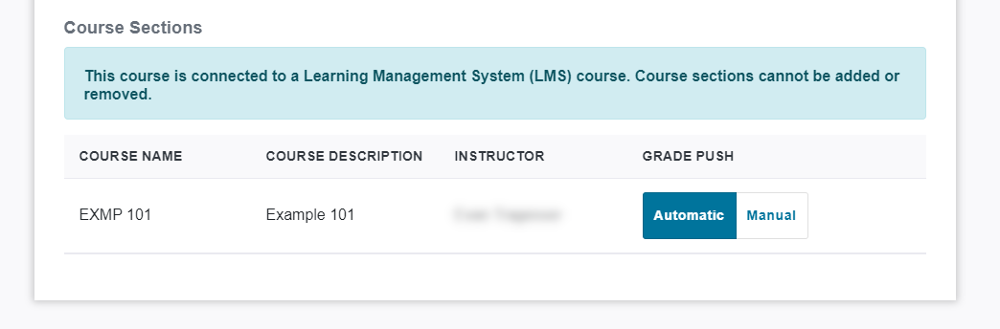 Course Sections
This course is connected to a Learning Management System (LMS) course. Course sections cannot be added or
removed.
COURSE NAME COURSE DESCRIPTION INSTRUCTOR GRADE PUSH
EXMP 101 Example 101 Automatic Manual